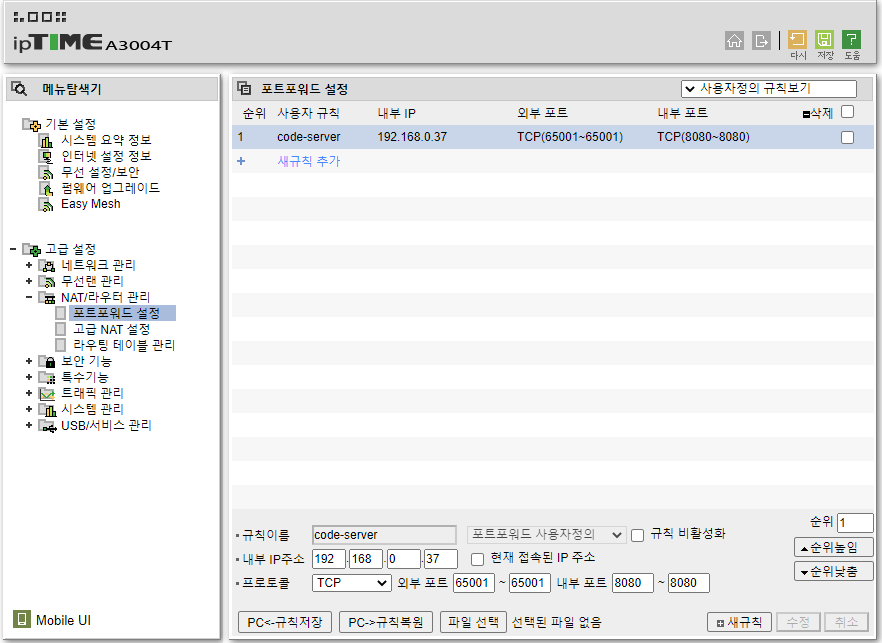 ipTIME A3004T
다시 저장 도움
메뉴탐색기
기본 설정
시스템 요약 정보
인터넷 설정 정보
무선 설정/보안
펌웨어 업그레이드
Easy Mesh
고급 설정
네트워크 관리
무선랜 관리
NAT/라우터 관리
포트포워드 설정
고급 NAT 설정
라우팅 테이블 관리
보안 기능
특수기능
트래픽 관리
시스템 관리
USB/서비스 관리
Mobile UI
포트포워드 설정 사용자정의 규칙보기
순위 사용자 규칙 내부 IP 외부 포트 내부 포트 삭제
1 code-server 192.168.0.37 TCP(65001~65001) TCP(8080~8080)
+ 새규칙 추가
순위 1
규칙이름 code-server 포트포워드 사용자정의 규칙 비활성화
순위높임
내부 IP주소 192 . 168 . 0 . 37 현재 접속된 IP 주소
순위낮춤
프로토콜 TCP 외부 포트 65001 ~ 65001 내부 포트 8080 ~ 8080
PC<-규칙저장 PC->규칙복원 파일 선택 선택된 파일 없음 새규칙 수정 취소